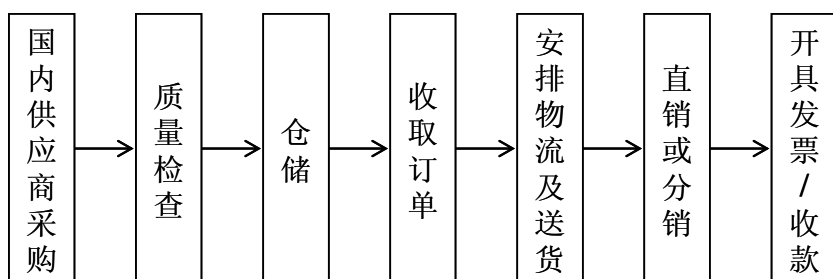 国内供应商采购
质量检查
仓储
收取订单
安排物流及送货
直销或分销
开具发票/收款